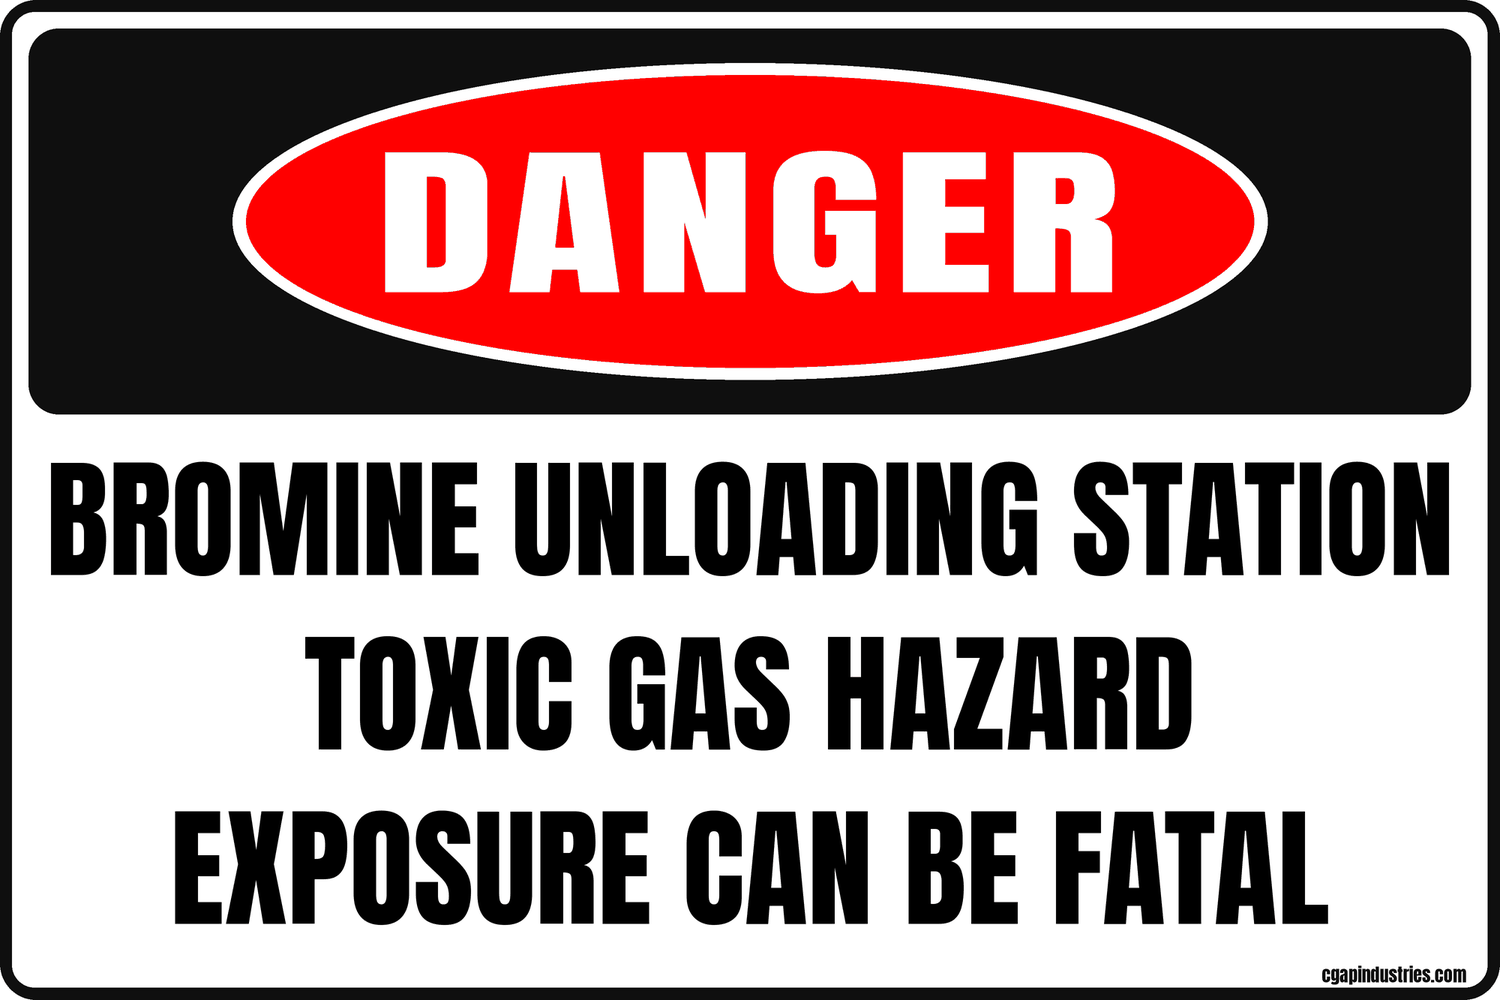 DANGER
BROMINE UNLOADING STATION
TOXIC GAS HAZARD
EXPOSURE CAN BE FATAL
cgapindustries.com